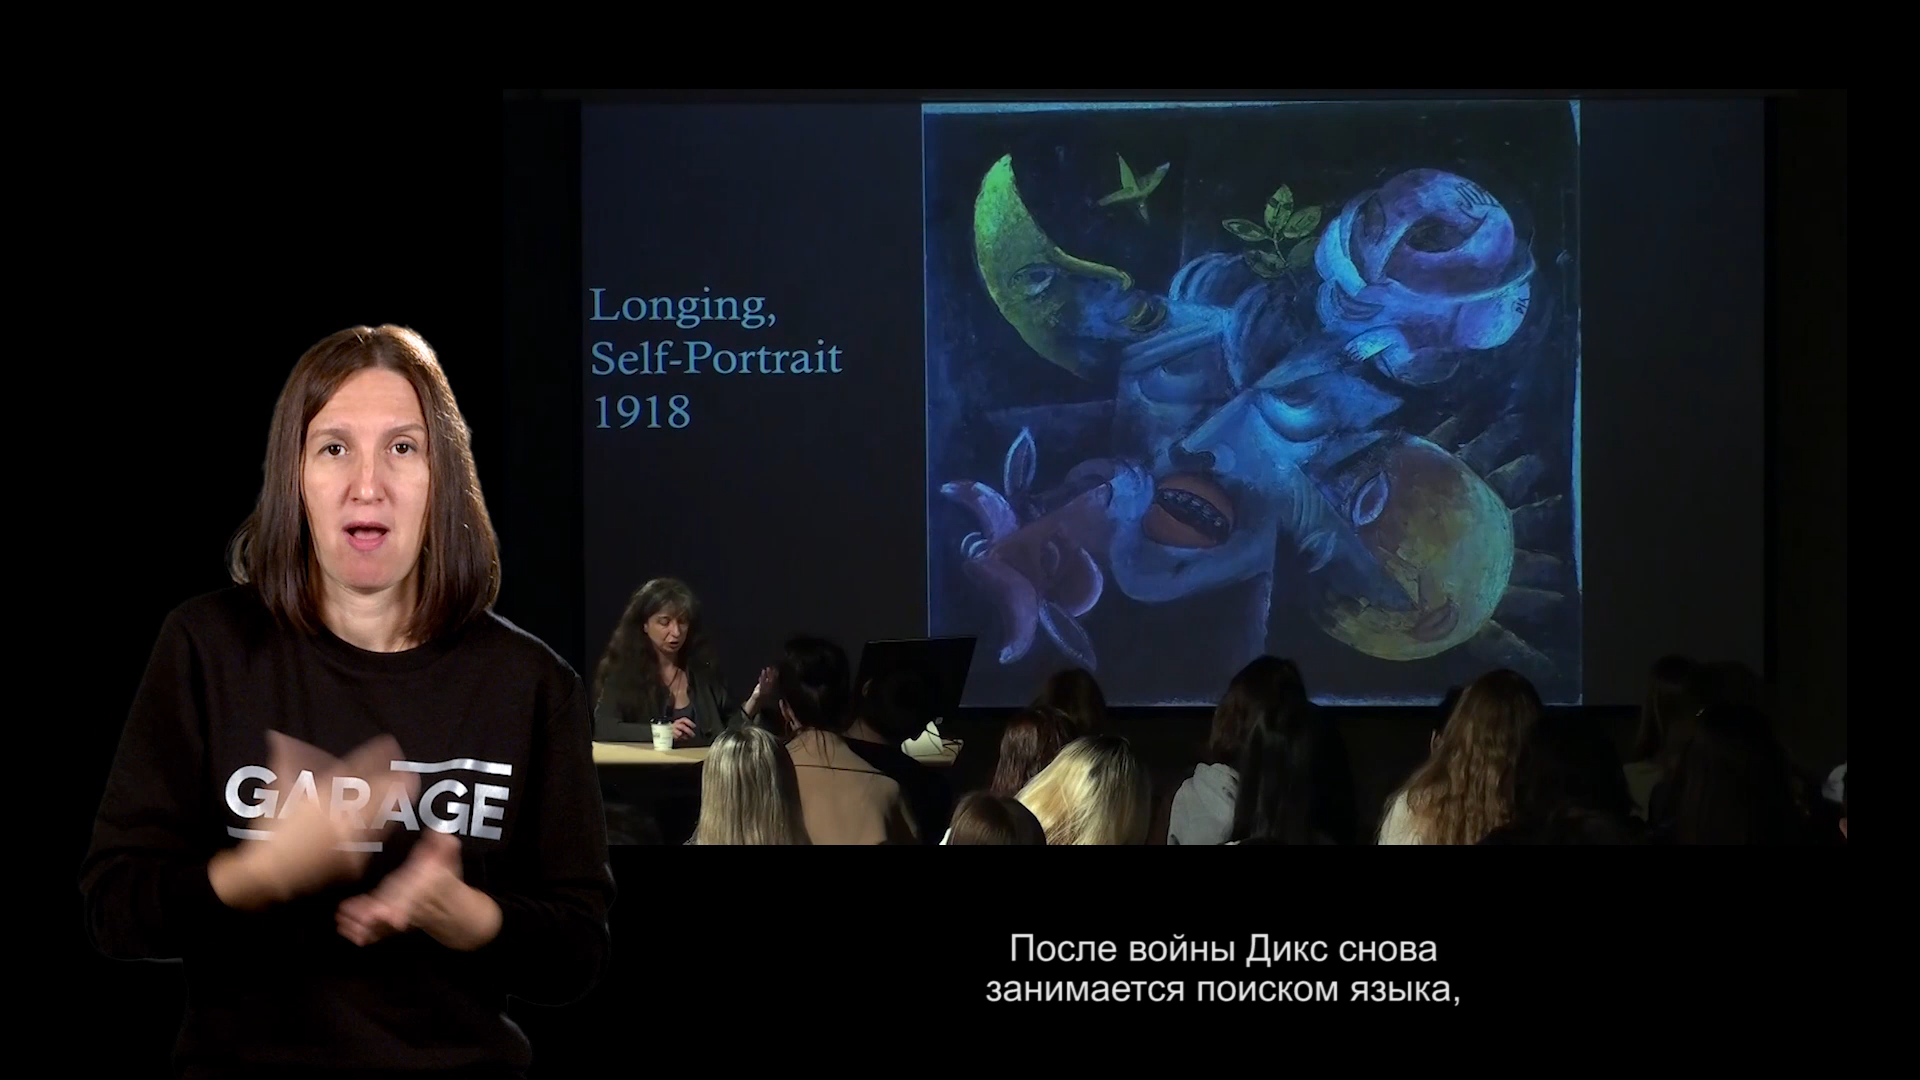 Longing,
Self-Portrait
1918
GARAGE
После войны Дикс снова
занимается поиском языка,